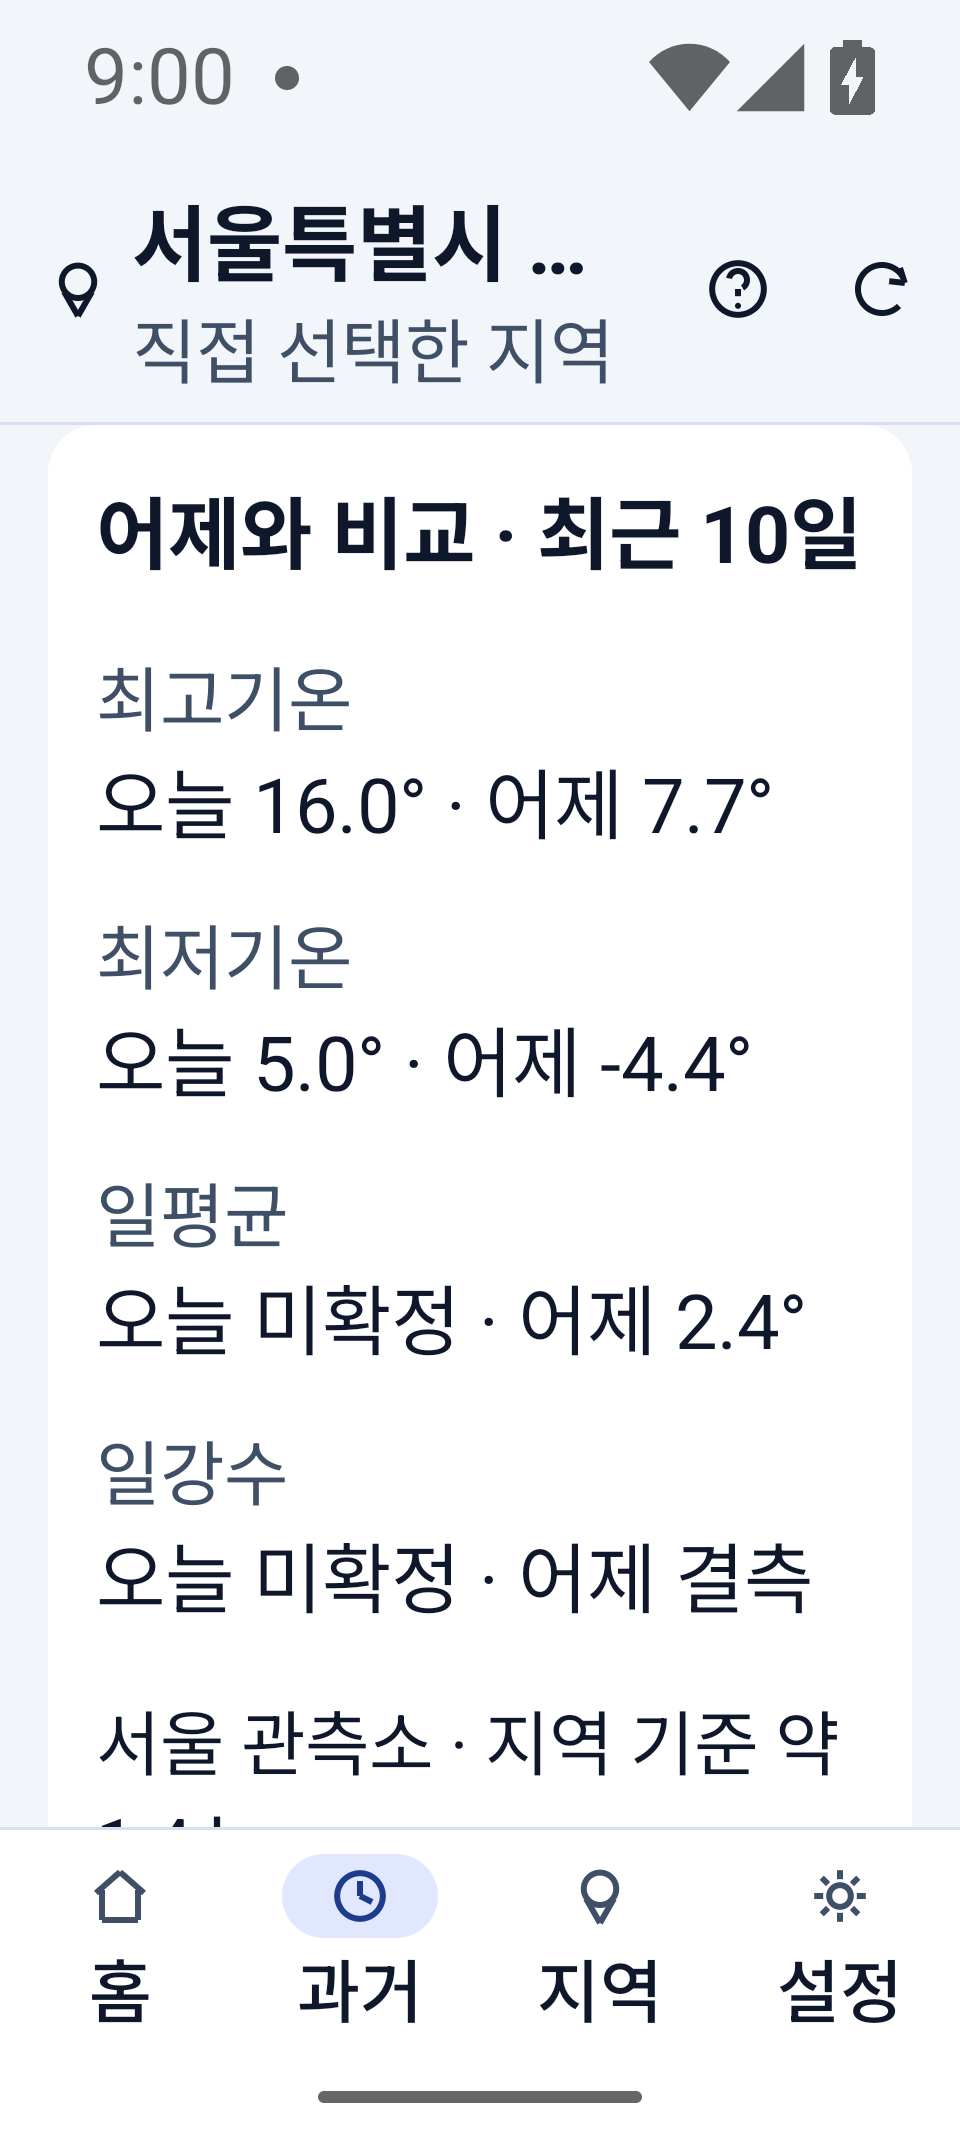 9:00
서울특별시 ...
직접 선택한 지역
어제와 비교 · 최근 10일
최고기온
오늘 16.0° · 어제 7.7°
최저기온
오늘 5.0° · 어제 -4.4°
일평균
오늘 미확정 · 어제 2.4°
일강수
오늘 미확정 · 어제 결측
서울 관측소 · 지역 기준 약
홈
과거
지역
설정